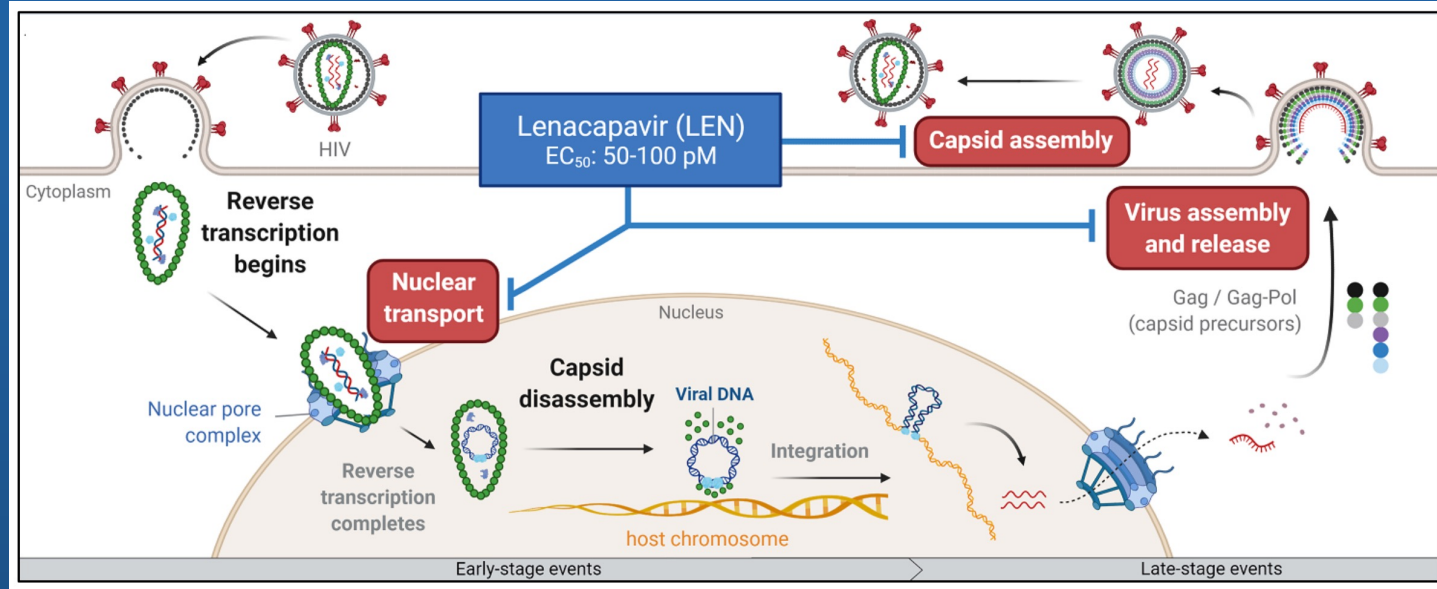 HIV
Cytoplasm
Reverse
transcription
begins
Lenacapavir (LEN)
EC₅₀: 50-100 pM
Capsid assembly
Virus assembly
and release
Nuclear
transport
Gag / Gag-Pol
(capsid precursors)
Nucleus
Nuclear pore
complex
Capsid
disassembly
Viral DNA
Reverse
transcription
completes
Integration
host chromosome
Early-stage events
Late-stage events